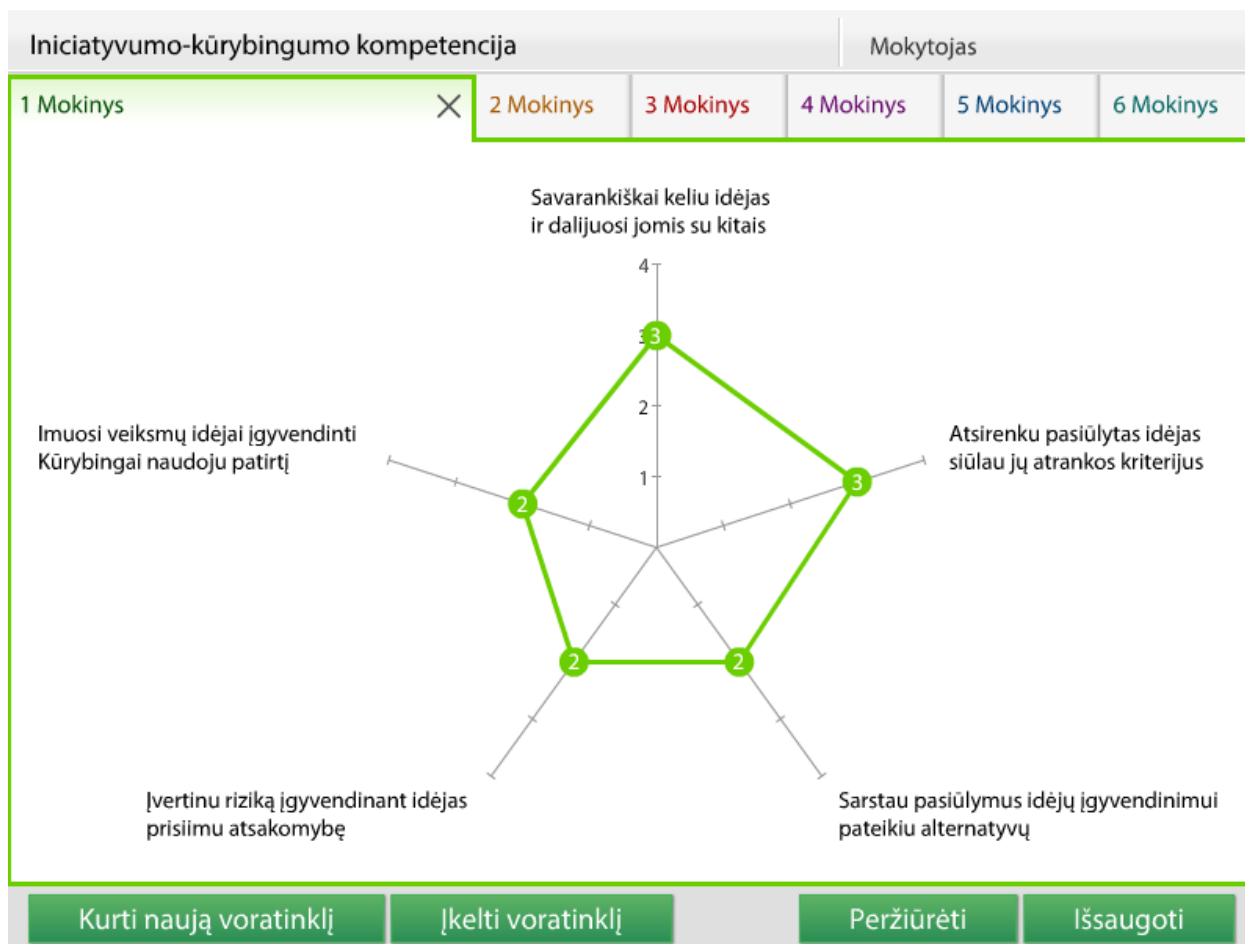 Iniciatyvumo-kūrybingumo kompetencija
Mokytojas
1 Mokinys
2 Mokinys
3 Mokinys
4 Mokinys
5 Mokinys
6 Mokinys
Savarankiškai keliu idėjas
ir dalijuosi jomis su kitais
4
3
3
2
1
Imuosi veiksmų idėjai įgyvendinti
Kūrybingai naudoju patirtį
Atsirenku pasiūlytas idėjas
siūlau jų atrankos kriterijus
3
2
2
2
Įvertinu riziką įgyvendinant idėjas
prisiimu atsakomybę
Sarstau pasiūlymus idėjų įgyvendinimui
pateikiu alternatyvų
Kurti naują voratinklį
Įkelti voratinklį
Peržiūrėti
Išsaugoti